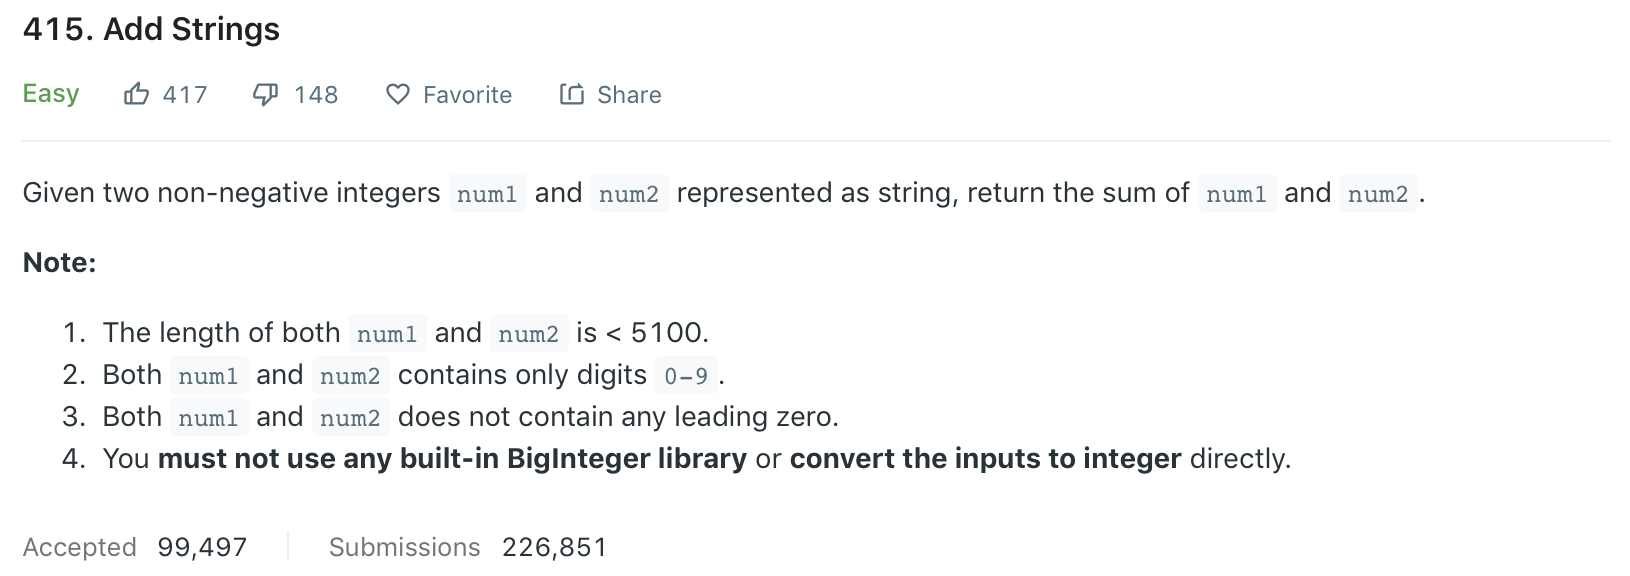 415. Add Strings
Easy 417 148 Favorite Share
Given two non-negative integers num1 and num2 represented as string, return the sum of num1 and num2.
Note:
1. The length of both num1 and num2 is < 5100.
2. Both num1 and num2 contains only digits 0-9.
3. Both num1 and num2 does not contain any leading zero.
4. You must not use any built-in BigInteger library or convert the inputs to integer directly.
Accepted 99,497 Submissions 226,851